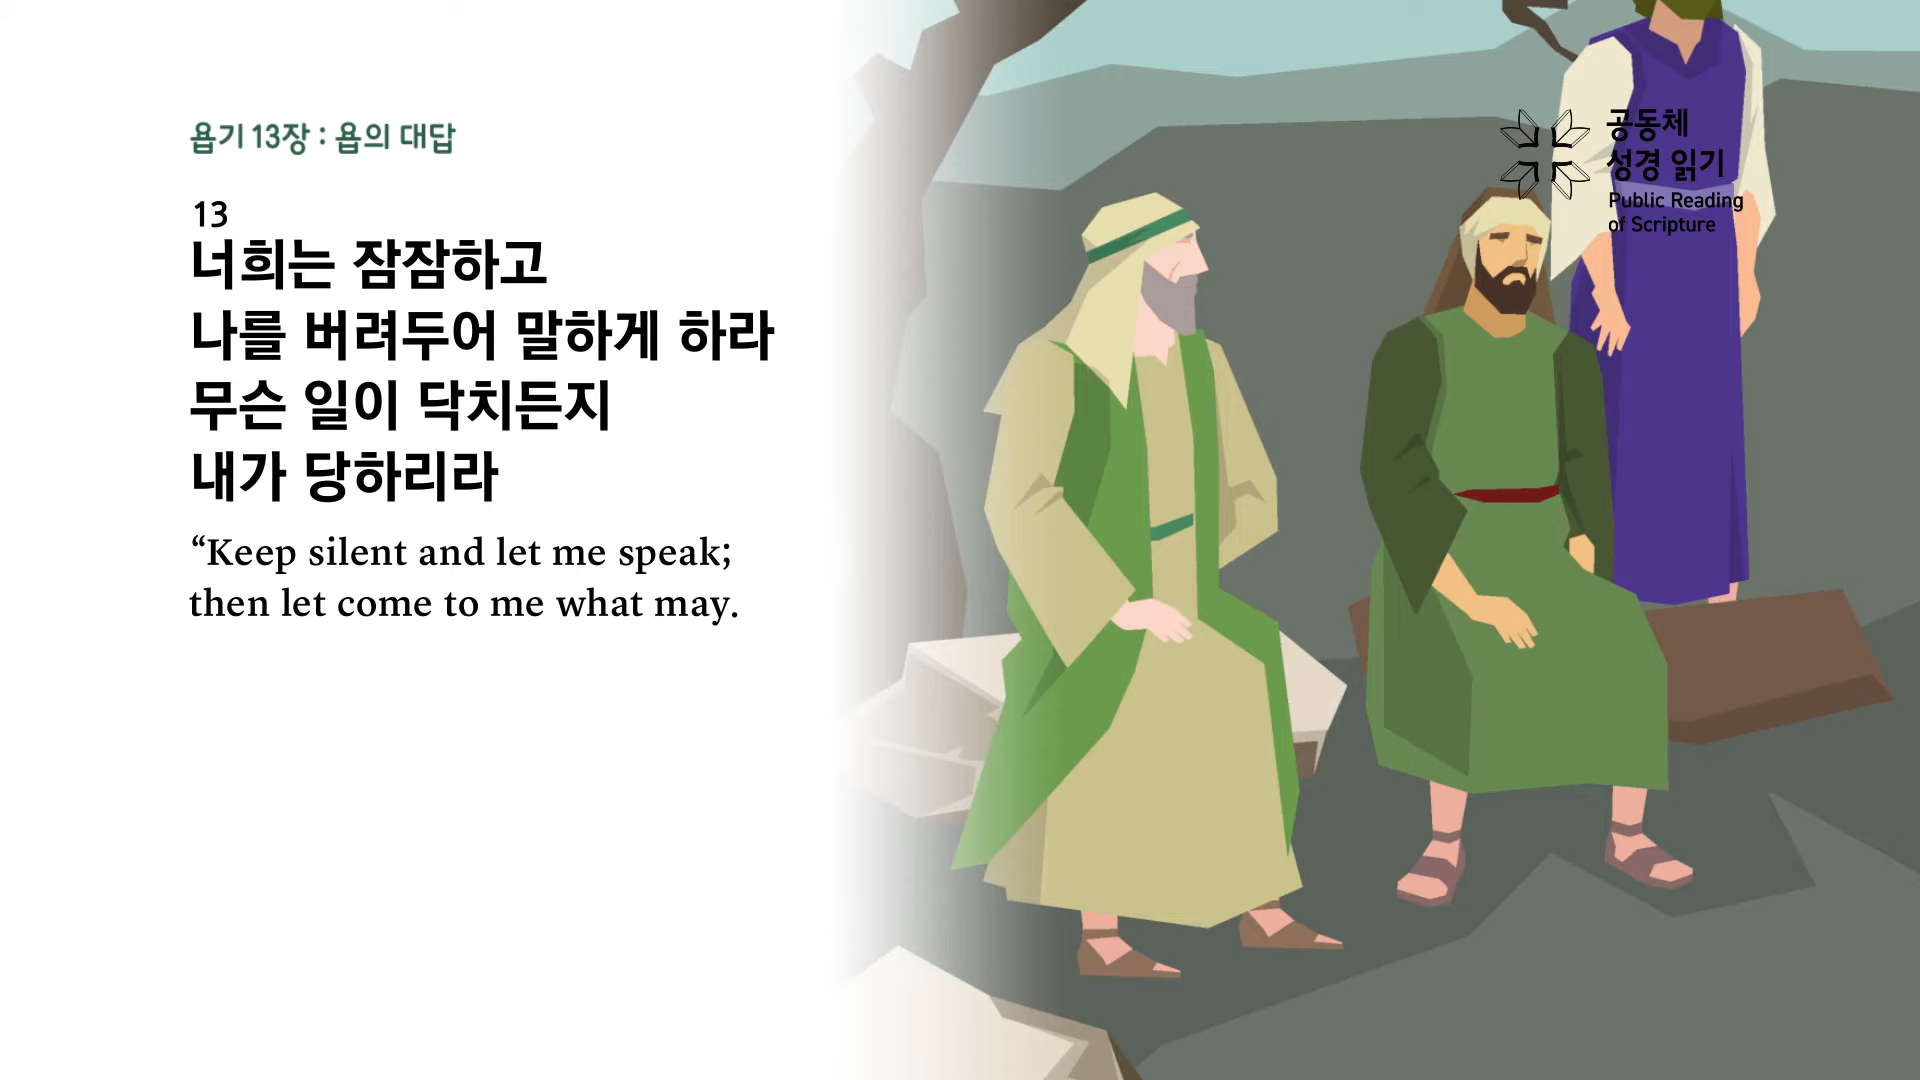 욥기 13장 : 욥의 대답
13
너희는 잠잠하고
나를 버려두어 말하게 하라
무슨 일이 닥치든지
내가 당하리라
“Keep silent and let me speak;
then let come to me what may.
공동체
성경 읽기
Public Reading
of Scripture